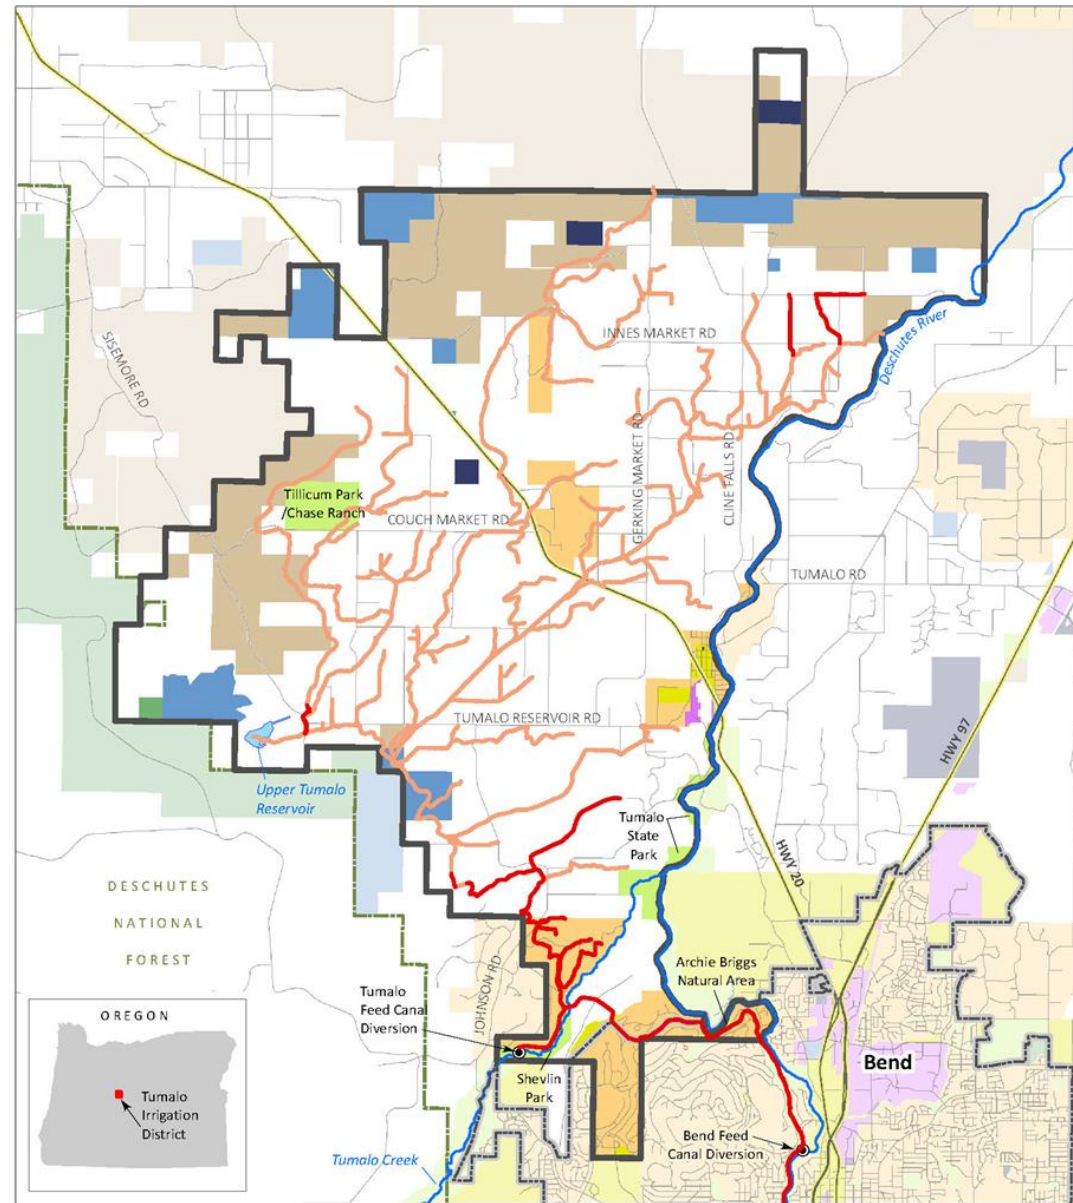 INNES MARKET RD
Deschutes River
SISEMORE RD
GERKING MARKET RD
CLINE FALLS RD
Tillicum Park
/Chase Ranch
COUCH MARKET RD
TUMALO RD
TUMALO RESERVOIR RD
HWY 97
Upper Tumalo
Reservoir
Tumalo
State
Park
HWY 20
DESCHUTES
NATIONAL
FOREST
JOHNSON RD
Archie Briggs
Natural Area
Tumalo
Feed Canal
Diversion
OREGON
Tumalo
Irrigation
District
Shevlin
Park
Bend
Bend Feed
Canal Diversion
Tumalo Creek